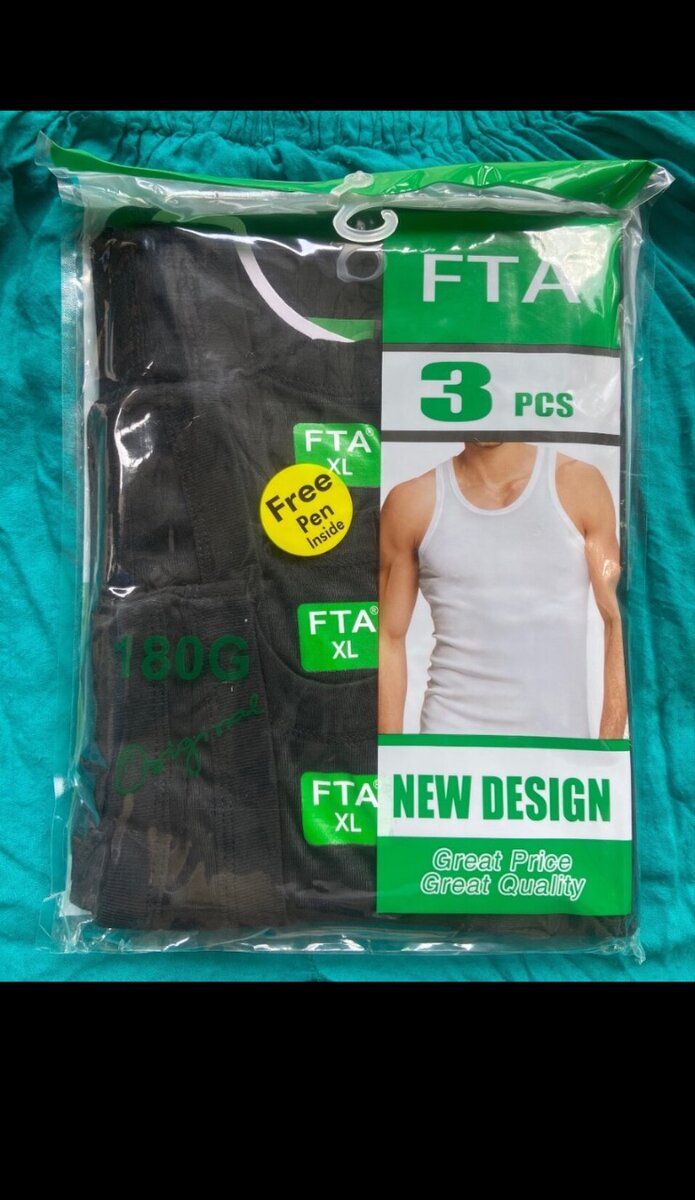 FTA
3 PCS
FTA®
XL
Free
Pen
Inside
FTA®
XL
180G
Original
FTA
XL
NEW DESIGN
Great Price
Great Quality